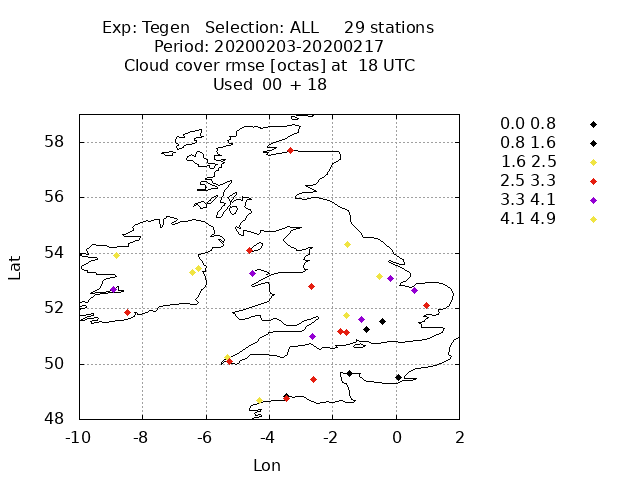 Exp: Tegen   Selection: ALL     29 stations
Period: 20200203-20200217
Cloud cover rmse [octas] at  18 UTC
Used  00 + 18
0.0 0.8
0.8 1.6
1.6 2.5
2.5 3.3
3.3 4.1
4.1 4.9
58
56
54
52
50
48
Lat
-10 -8 -6 -4 -2 0 2
Lon